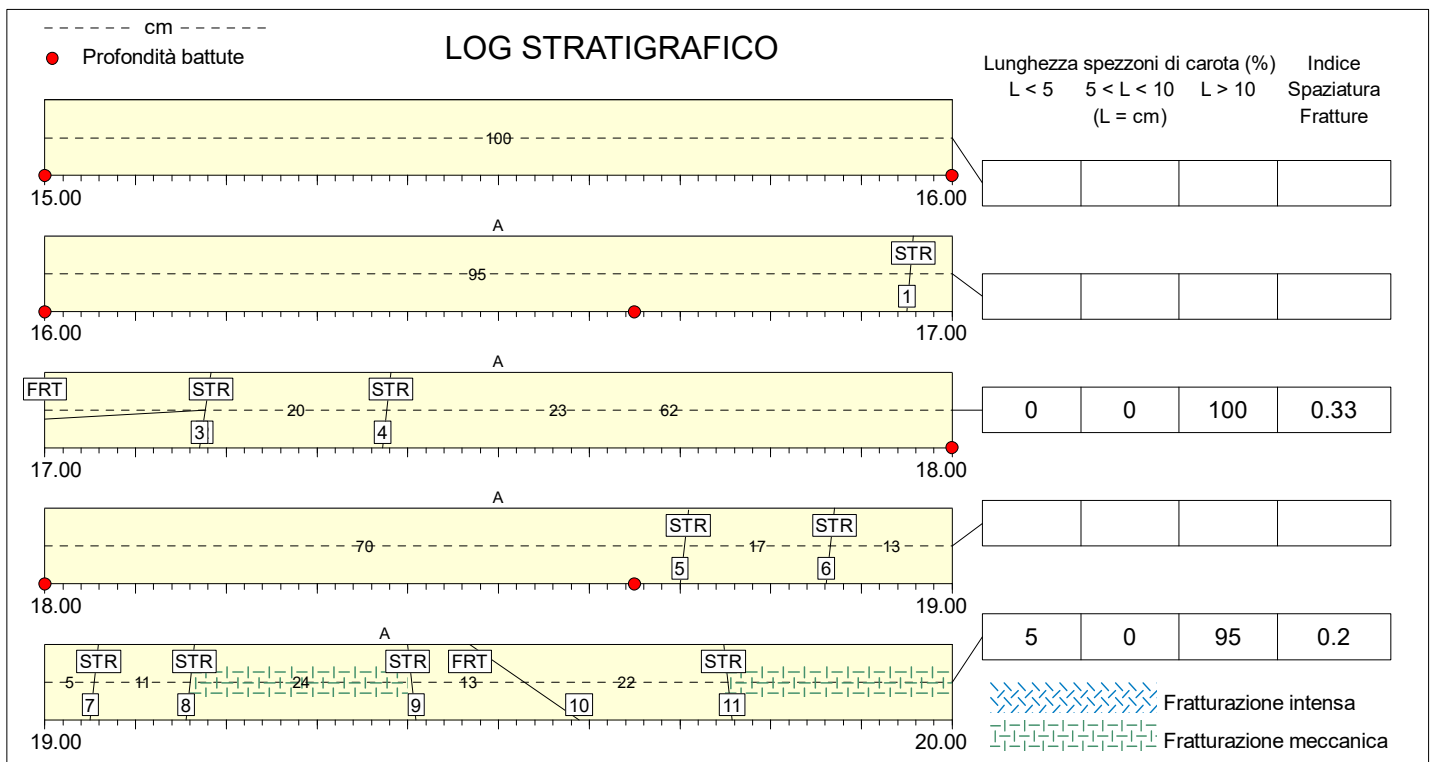 cm
Profondità battute
LOG STRATIGRAFICO
Lunghezza spezzoni di carota (%)
L < 5 5 < L < 10 L > 10
(L = cm)
Indice
Spaziatura
Fratture
100
15.00 16.00
A
STR
95
1
16.00 17.00
A
FRT STR STR
20 23 62
3 4
17.00 18.00
0 0 100 0.33
A
STR STR
70 17 13
5 6
18.00 19.00
A
STR STR STR FRT STR
5 11 24 13 22
7 8 9 10 11
19.00 20.00
5 0 95 0.2
Fratturazione intensa
Fratturazione meccanica